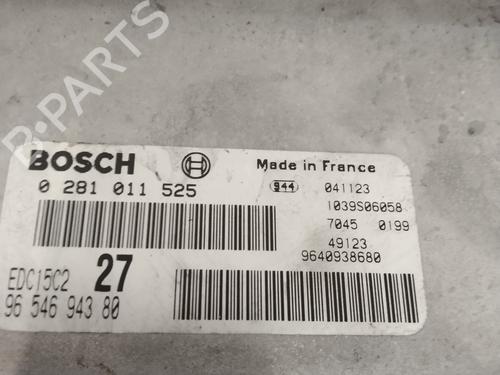 B-PARTS
BOSCH
Made in France
0 281 011 525
944 041123
1039S06058
7045 0199
49123
9640938680
EDC15C2 27
96 546 943 80